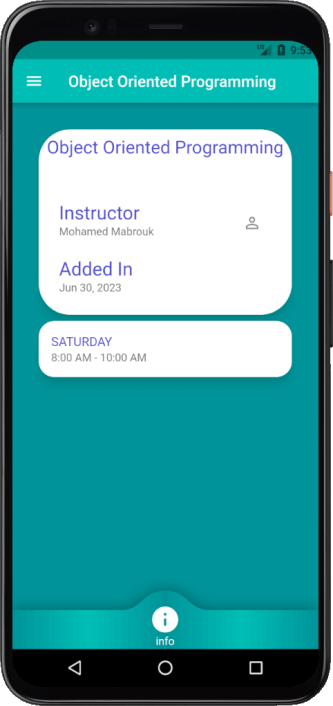 9:53
Object Oriented Programming
Object Oriented Programming
Instructor
Mohamed Mabrouk
Added In
Jun 30, 2023
SATURDAY
8:00 AM - 10:00 AM
info